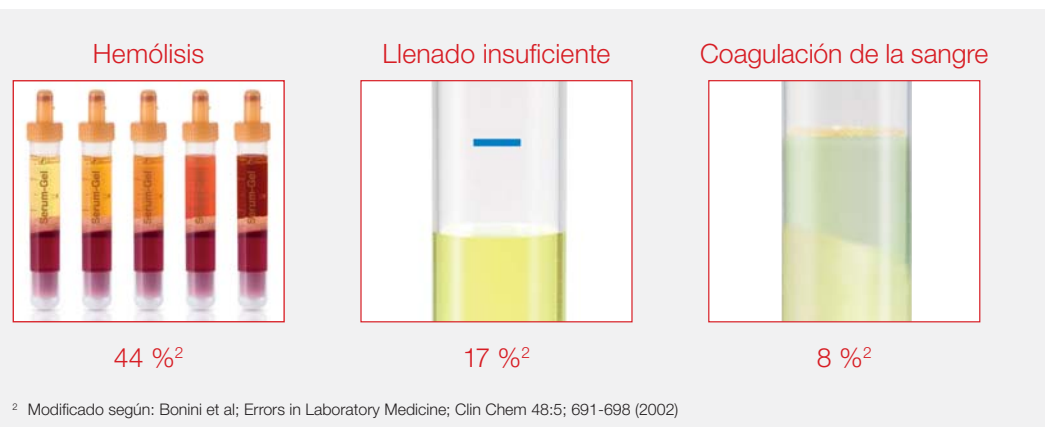 Hemólisis
Llenado insuficiente
Coagulación de la sangre
Serum-Gel
Serum-Gel
Serum-Gel
Serum-Gel
Serum-Gel
44 %²
17 %²
8 %²
² Modificado según: Bonini et al; Errors in Laboratory Medicine; Clin Chem 48:5; 691-698 (2002)